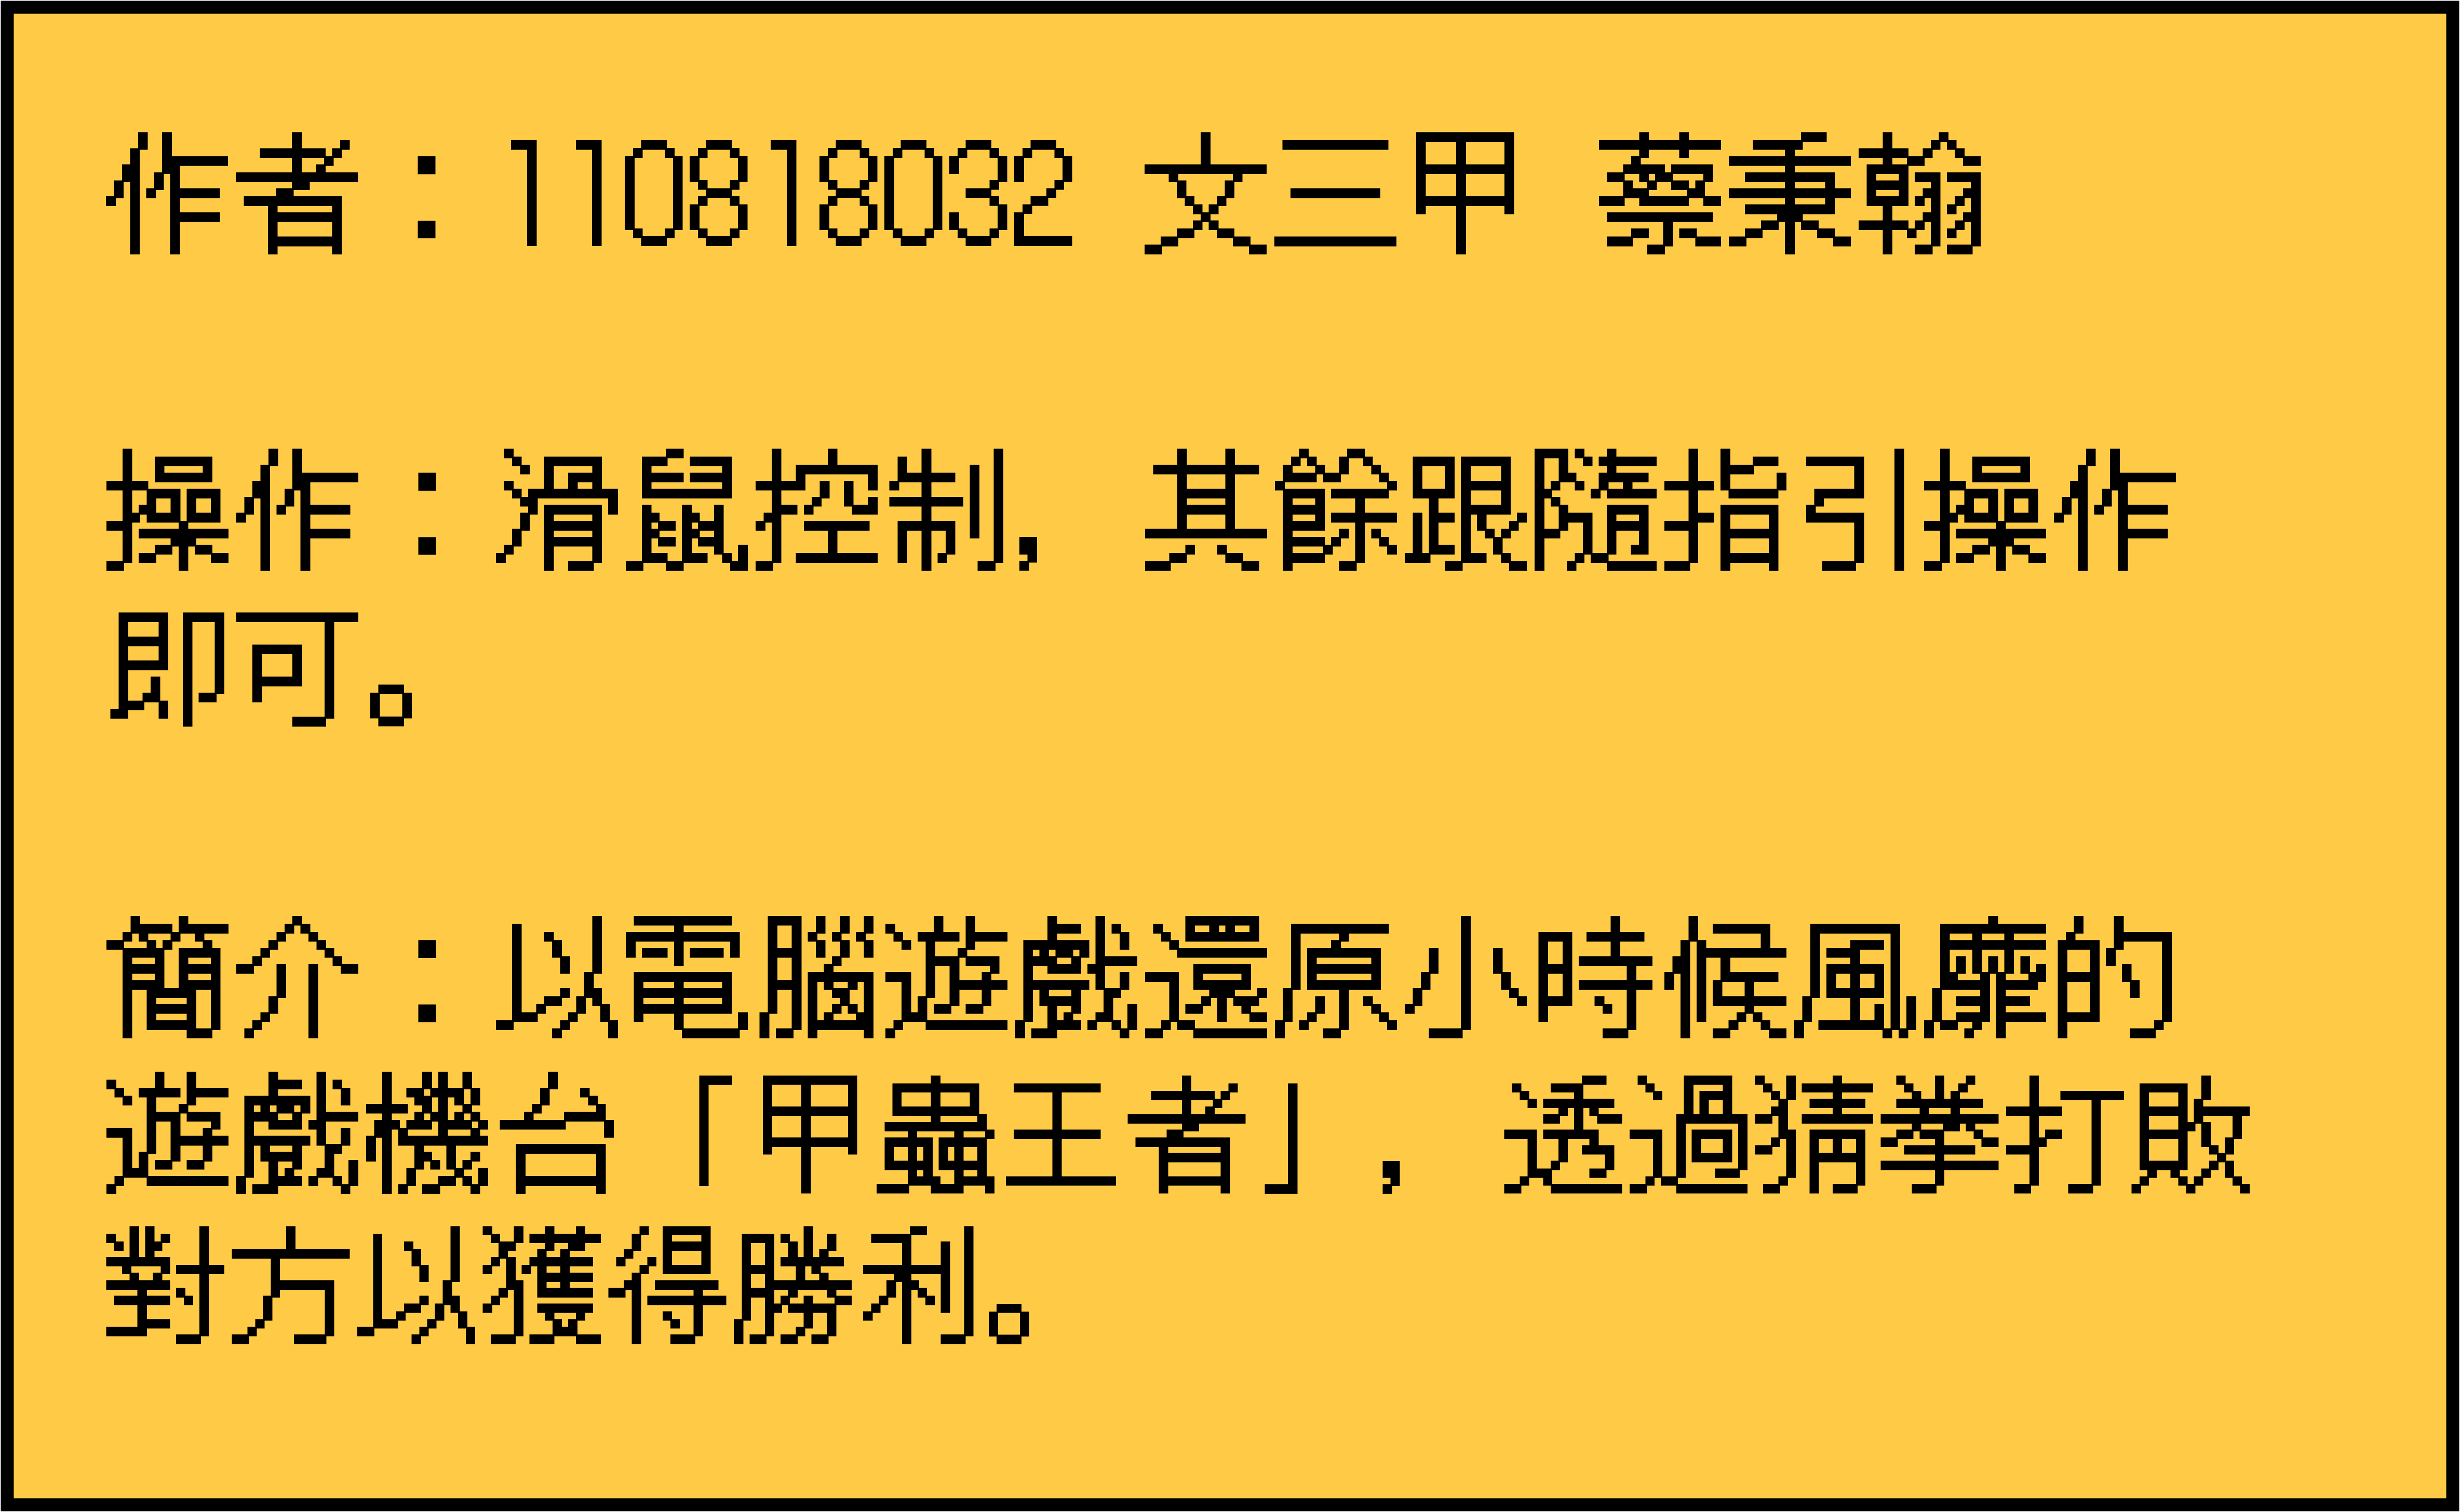 作者：110818032 文三甲 蔡秉翰
操作：滑鼠控制，其餘跟隨指引操作
即可。
簡介：以電腦遊戲還原小時候風靡的
遊戲機台「甲蟲王者」，透過猜拳打敗
對方以獲得勝利。